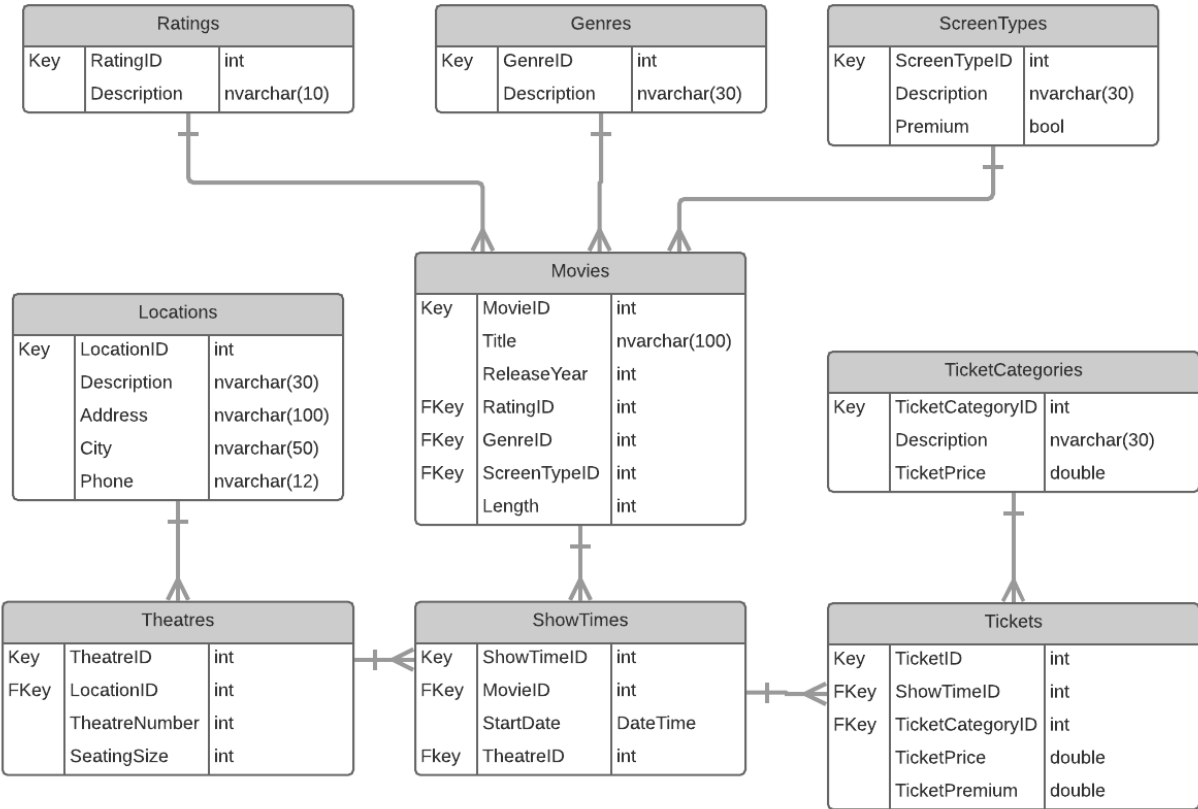 Ratings
Key RatingID int
Description nvarchar(10)
Genres
Key GenreID int
Description nvarchar(30)
ScreenTypes
Key ScreenTypeID int
Description nvarchar(30)
Premium bool
Movies
Key MovieID int
Title nvarchar(100)
ReleaseYear int
FKey RatingID int
FKey GenreID int
FKey ScreenTypeID int
Length int
Locations
Key LocationID int
Description nvarchar(30)
Address nvarchar(100)
City nvarchar(50)
Phone nvarchar(12)
TicketCategories
Key TicketCategoryID int
Description nvarchar(30)
TicketPrice double
Theatres
Key TheatreID int
FKey LocationID int
TheatreNumber int
SeatingSize int
ShowTimes
Key ShowTimeID int
FKey MovieID int
StartDate DateTime
Fkey TheatreID int
Tickets
Key TicketID int
FKey ShowTimeID int
FKey TicketCategoryID int
TicketPrice double
TicketPremium double